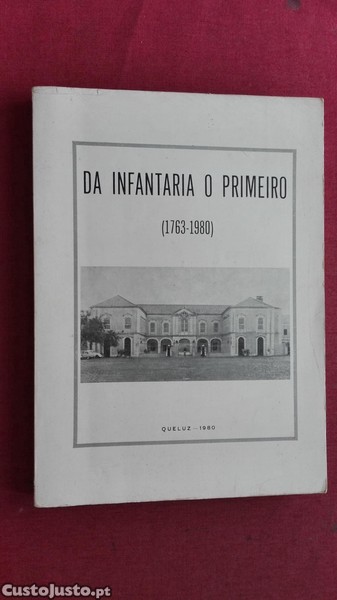 DA INFANTARIA O PRIMEIRO
(1763-1980)
QUELUZ - 1980
CustoJusto.pt